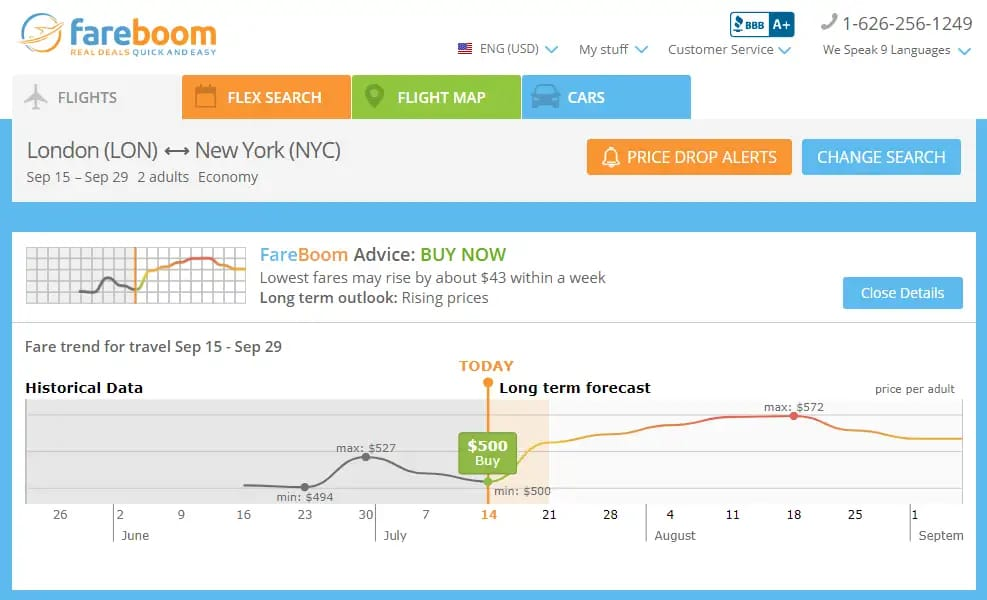 fareboom
REAL DEALS QUICK AND EASY
BBB A+
1-626-256-1249
ENG (USD) My stuff Customer Service We Speak 9 Languages
FLIGHTS FLEX SEARCH FLIGHT MAP CARS
London (LON) ⟷ New York (NYC)
Sep 15 – Sep 29 2 adults Economy
PRICE DROP ALERTS CHANGE SEARCH
FareBoom Advice: BUY NOW
Lowest fares may rise by about $43 within a week
Long term outlook: Rising prices
Close Details
Fare trend for travel Sep 15 - Sep 29
TODAY
Historical Data Long term forecast price per adult
max: $572
max: $527
$500
Buy
min: $494
min: $500
26 2 9 16 23 30 7 14 21 28 4 11 18 25 1
June July August Septem